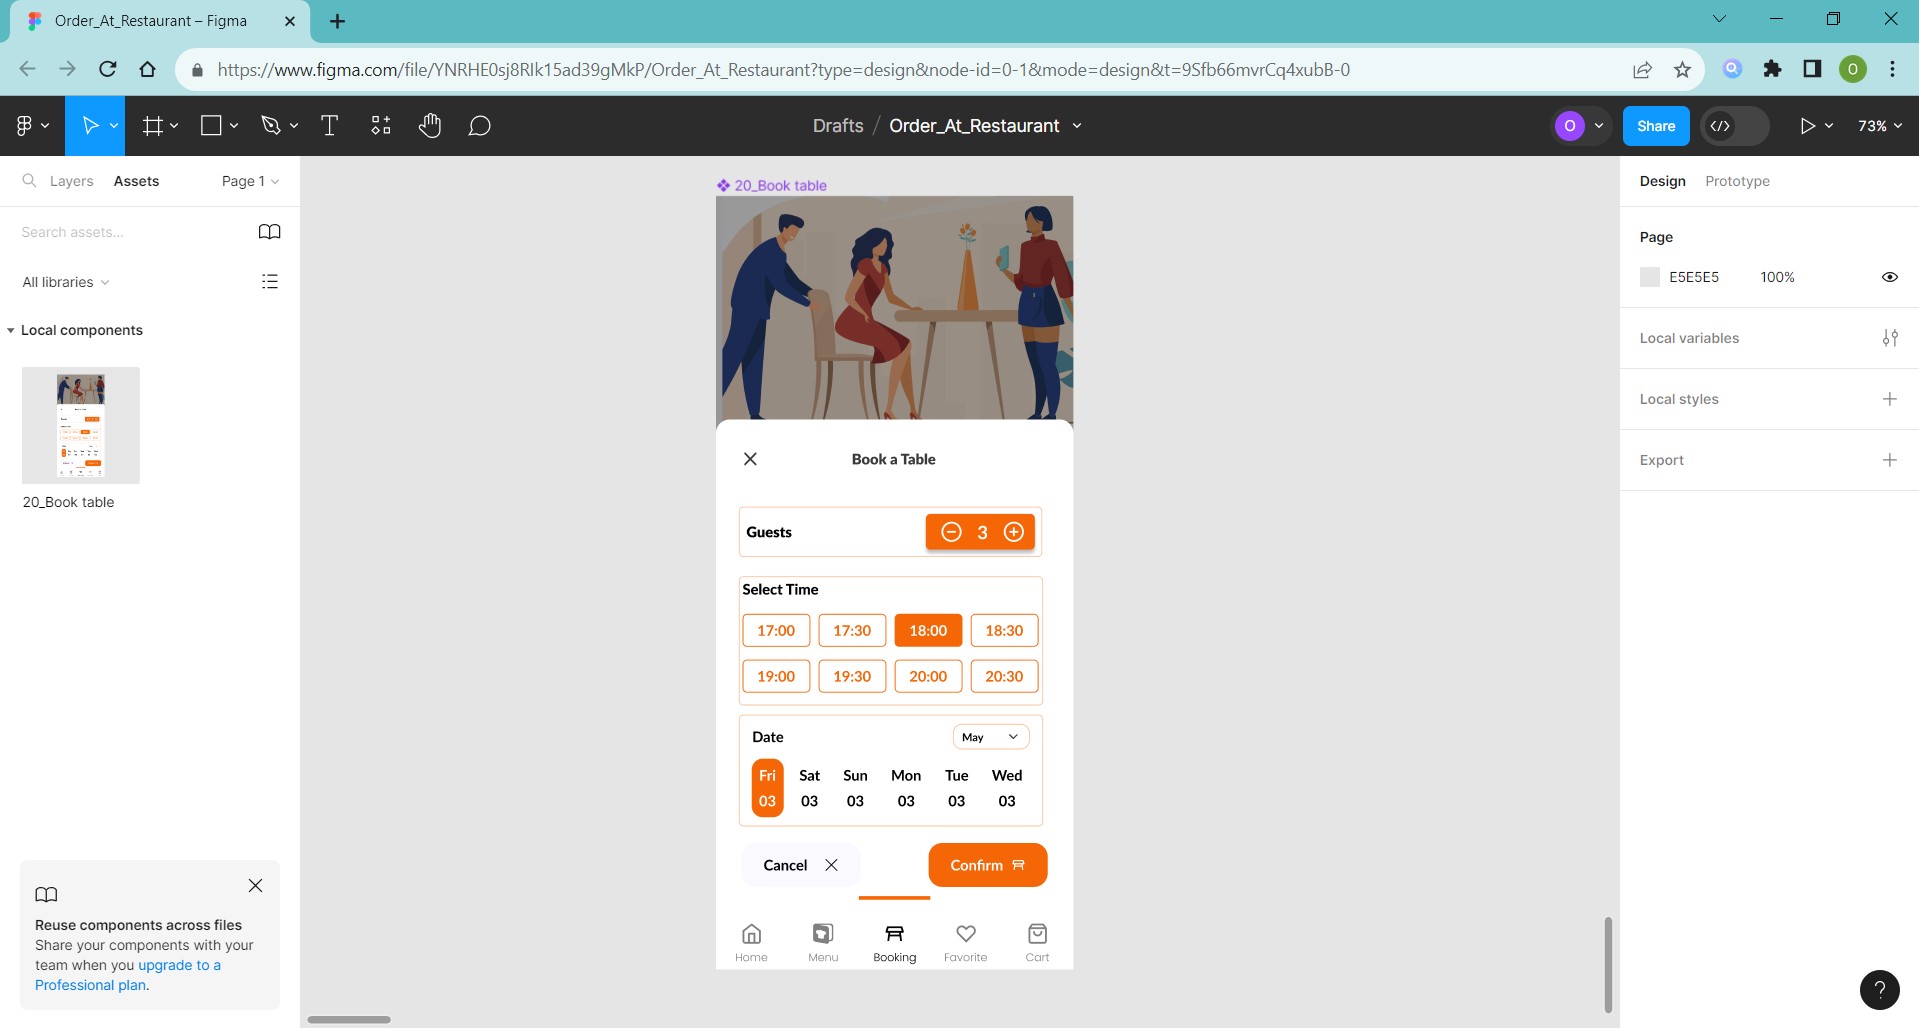 Order_At_Restaurant – Figma
https://www.figma.com/file/YNRHE0sj8RIk15ad39gMkP/Order_At_Restaurant?type=design&node-id=0-1&mode=design&t=9Sfb66mvrCq4xubB-0
O
Drafts / Order_At_Restaurant
O
Share
73%
Layers Assets Page 1
Search assets...
All libraries
Local components
20_Book table
Reuse components across files
Share your components with your
team when you upgrade to a
Professional plan.
20_Book table
Book a Table
Guests 3
Select Time
17:00 17:30 18:00 18:30
19:00 19:30 20:00 20:30
Date May
Fri Sat Sun Mon Tue Wed
03 03 03 03 03 03
Cancel Confirm
Home Menu Booking Favorite Cart
Design Prototype
Page
E5E5E5 100%
Local variables
Local styles
Export
?